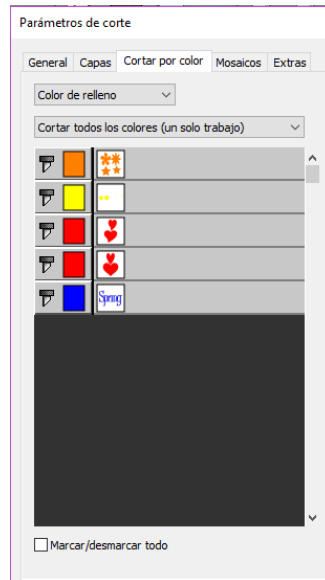 Parámetros de corte
General Capas Cortar por color Mosaicos Extras
Color de relleno
Cortar todos los colores (un solo trabajo)
Spring
Marcar/desmarcar todo